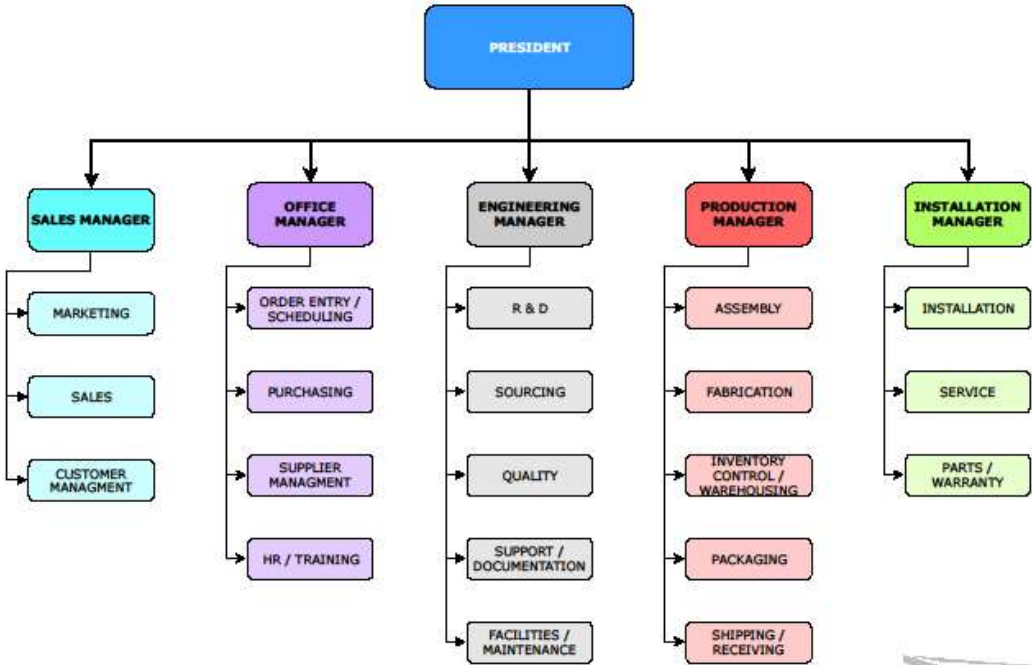 PRESIDENT
SALES MANAGER
OFFICE
MANAGER
ENGINEERING
MANAGER
PRODUCTION
MANAGER
INSTALLATION
MANAGER
MARKETING
SALES
CUSTOMER
MANAGMENT
ORDER ENTRY /
SCHEDULING
PURCHASING
SUPPLIER
MANAGMENT
HR / TRAINING
R & D
SOURCING
QUALITY
SUPPORT /
DOCUMENTATION
FACILITIES /
MAINTENANCE
ASSEMBLY
FABRICATION
INVENTORY
CONTROL /
WAREHOUSING
PACKAGING
SHIPPING /
RECEIVING
INSTALLATION
SERVICE
PARTS /
WARRANTY